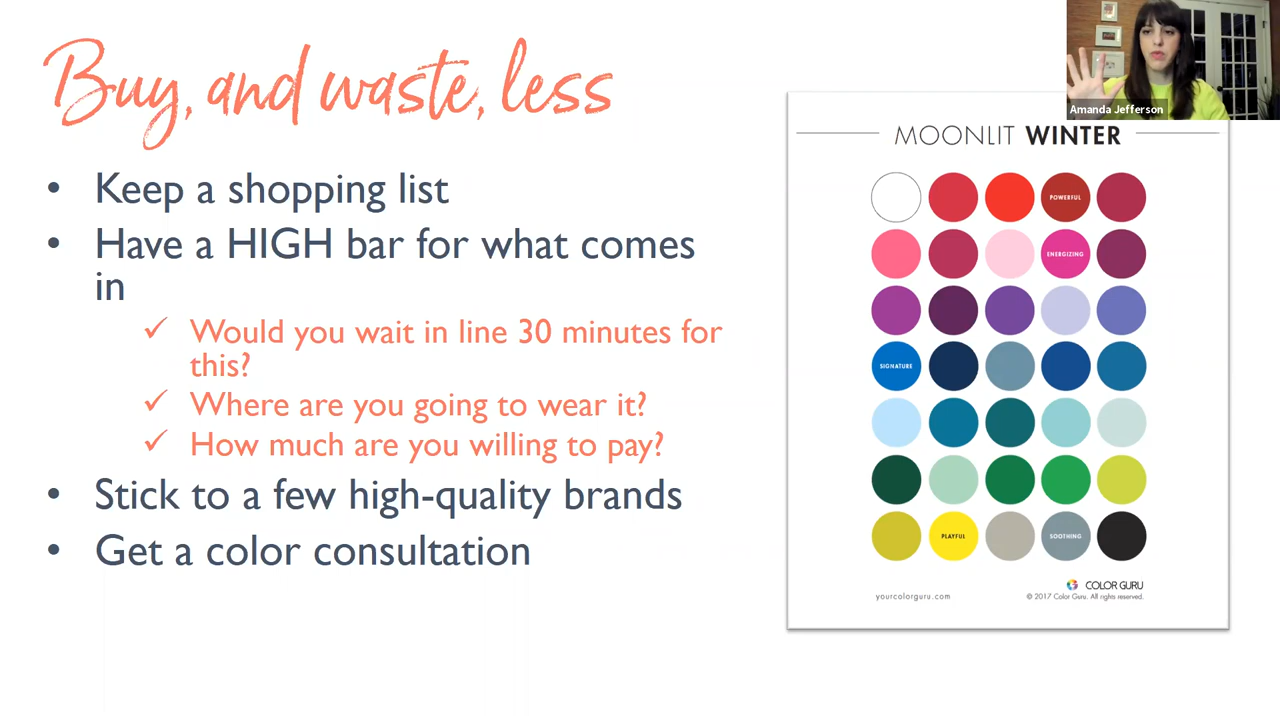 Buy, and waste, less
Amanda Jefferson
• Keep a shopping list
• Have a HIGH bar for what comes
in
✓ Would you wait in line 30 minutes for
this?
✓ Where are you going to wear it?
✓ How much are you willing to pay?
• Stick to a few high-quality brands
• Get a color consultation
MOONLIT WINTER
POWERFUL
ENERGIZING
SIGNATURE
PLAYFUL
SOOTHING
COLOR GURU
yourcolorguru.com
© 2017 Color Guru. All rights reserved.